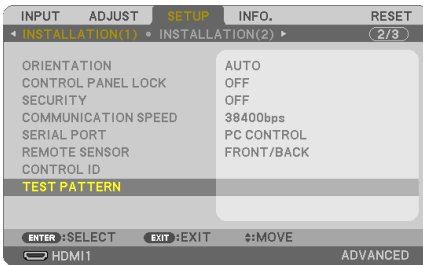 INPUT ADJUST SETUP INFO. RESET
◀ INSTALLATION(1) ● INSTALLATION(2) ▶ 2/3
ORIENTATION AUTO
CONTROL PANEL LOCK OFF
SECURITY OFF
COMMUNICATION SPEED 38400bps
SERIAL PORT PC CONTROL
REMOTE SENSOR FRONT/BACK
CONTROL ID
TEST PATTERN
ENTER :SELECT EXIT :EXIT ♦:MOVE
HDMI1 ADVANCED